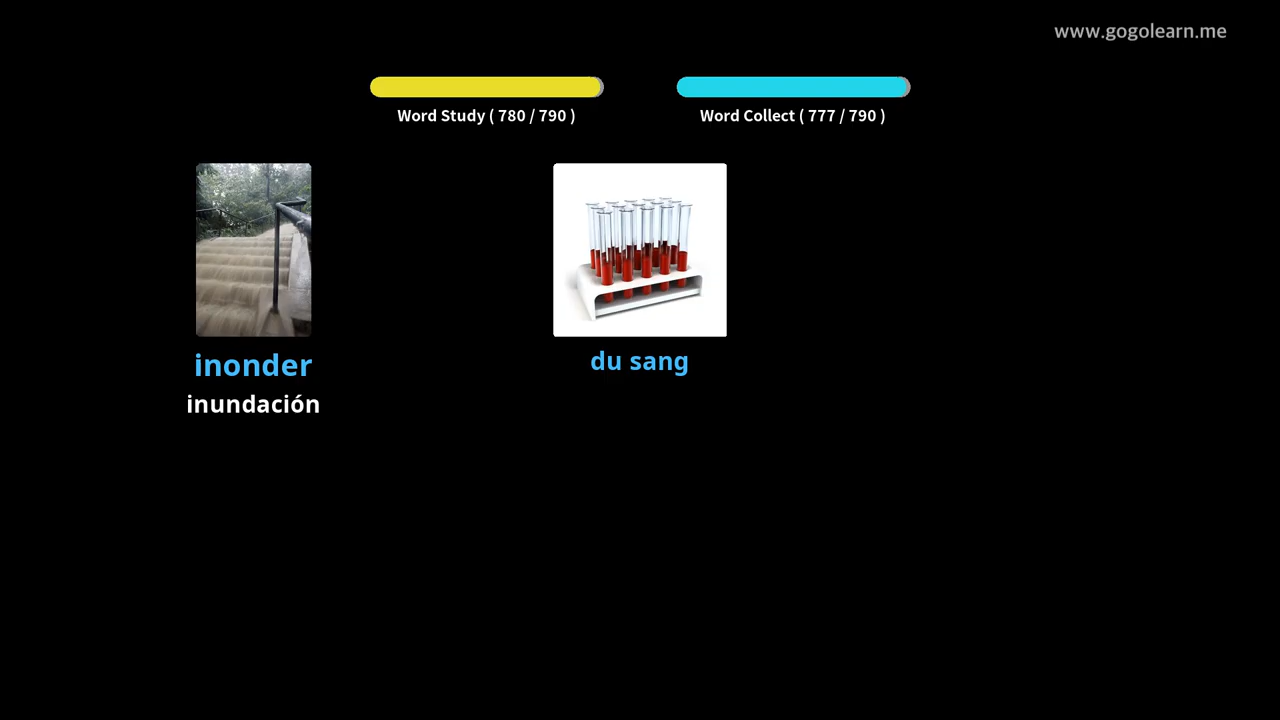 www.gogolearn.me
Word Study ( 780 / 790 )
Word Collect ( 777 / 790 )
inonder
inundación
du sang